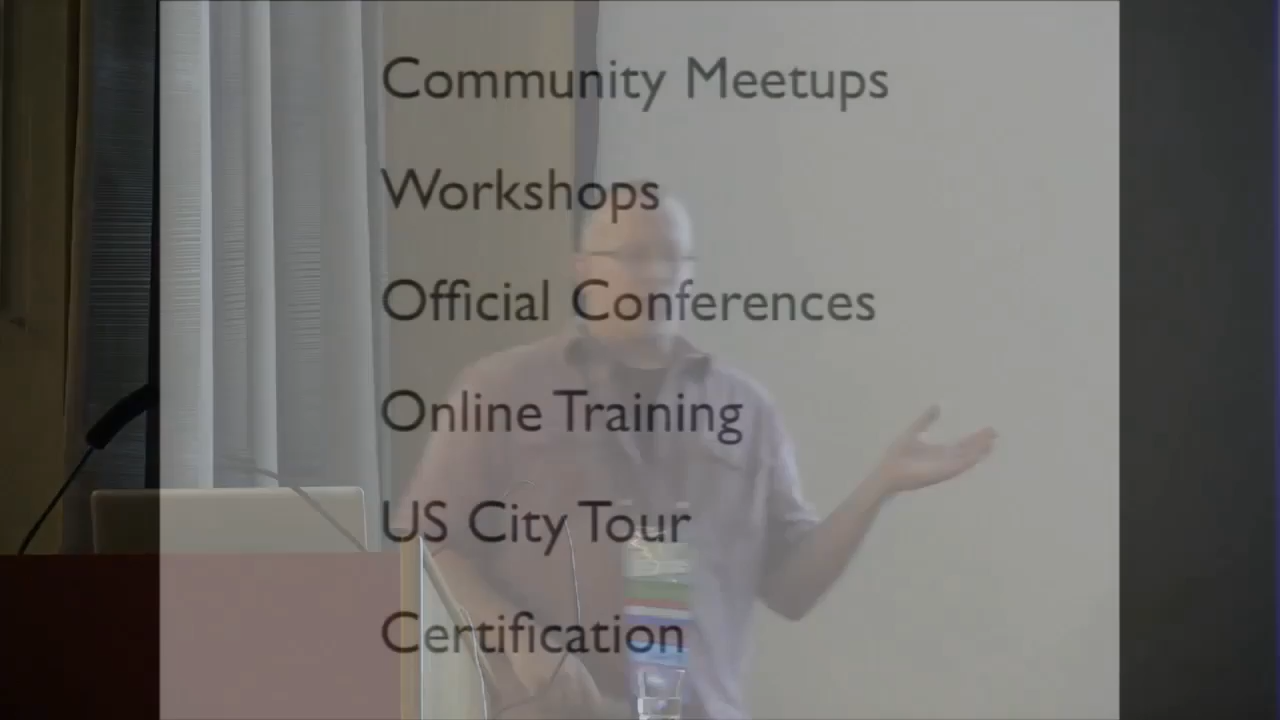 Community Meetups
Workshops
Official Conferences
Online Training
US City Tour
Certification